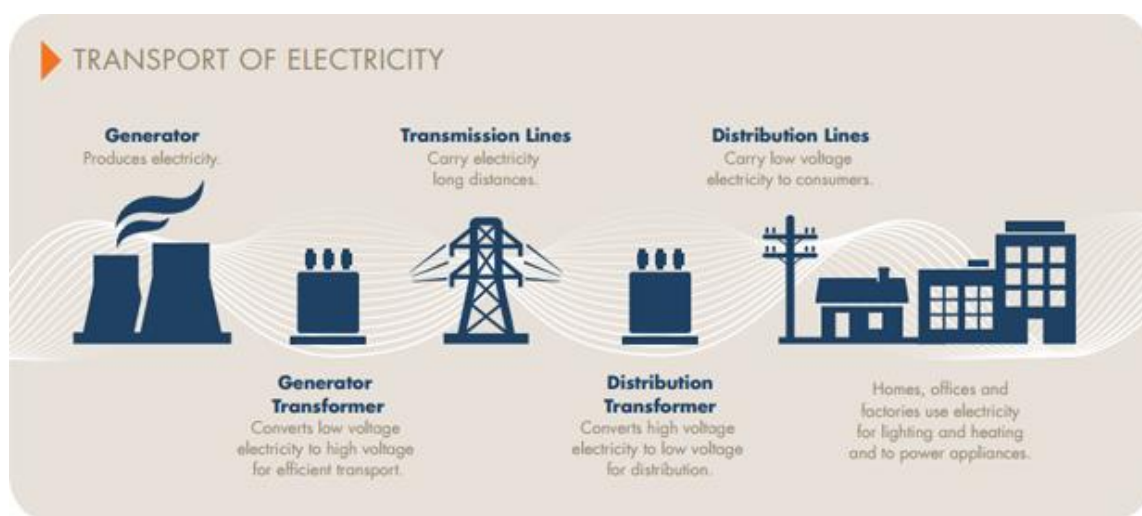 TRANSPORT OF ELECTRICITY
Generator
Produces electricity.
Transmission Lines
Carry electricity
long distances.
Distribution Lines
Carry low voltage
electricity to consumers.
Generator
Transformer
Converts low voltage
electricity to high voltage
for efficient transport.
Distribution
Transformer
Converts high voltage
electricity to low voltage
for distribution.
Homes, offices and
factories use electricity
for lighting and heating
and to power appliances.